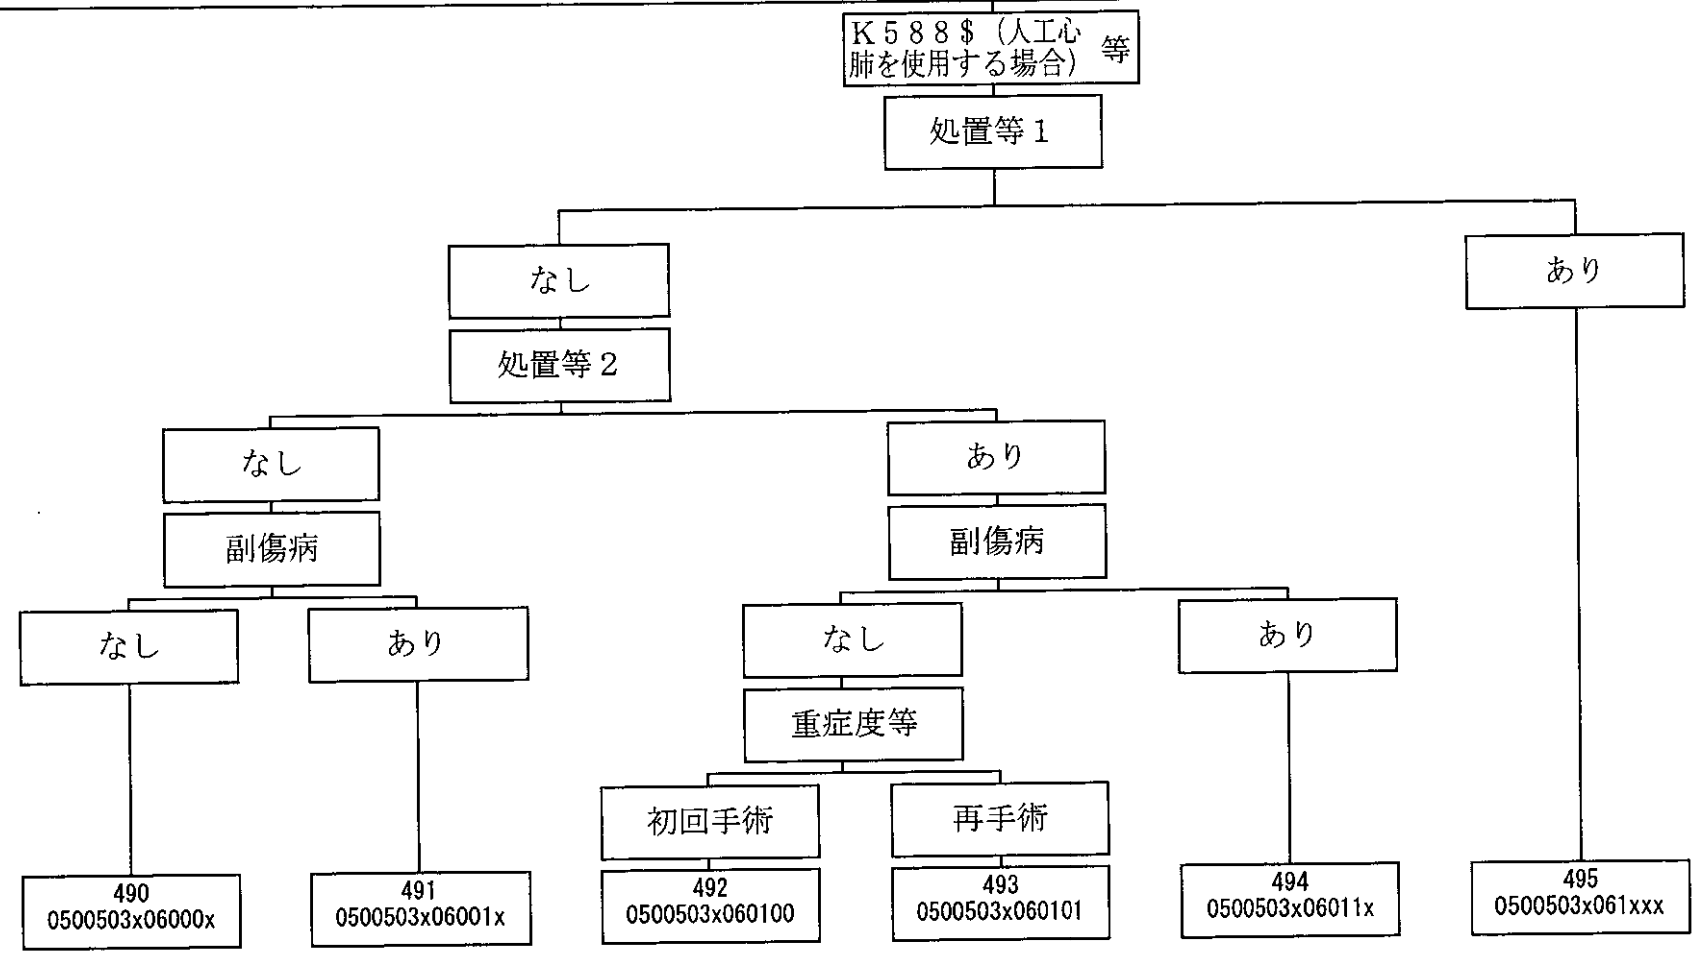 K588$（人工心
肺を使用する場合） 等
処置等1
なし
あり
処置等2
なし
あり
副傷病
副傷病
なし
あり
なし
あり
重症度等
初回手術
再手術
490
0500503x06000x
491
0500503x06001x
492
0500503x060100
493
0500503x060101
494
0500503x06011x
495
0500503x061xxx